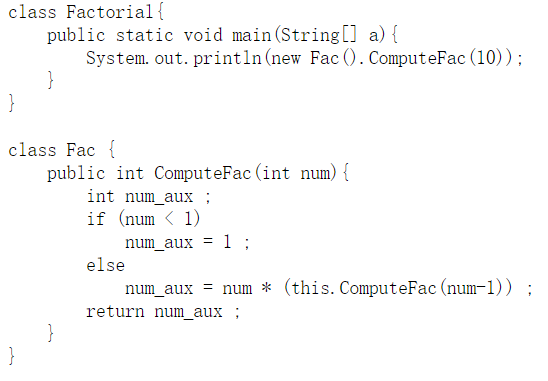 class Factorial{
    public static void main(String[] a){
        System.out.println(new Fac().ComputeFac(10));
    }
}

class Fac {
    public int ComputeFac(int num){
        int num_aux ;
        if (num < 1)
            num_aux = 1 ;
        else
            num_aux = num * (this.ComputeFac(num-1)) ;
        return num_aux ;
    }
}